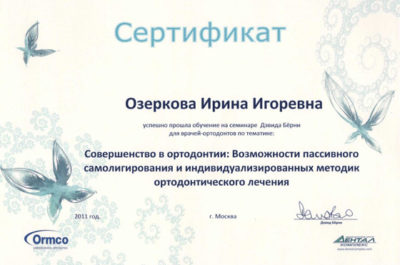 Сертификат
Озеркова Ирина Игоревна
успешно прошла обучение на семинаре Дэвида Бёрни
для врачей-ортодонтов по тематике:
Совершенство в ортодонтии: Возможности пассивного
самолигирования и индивидуализированных методик
ортодонтического лечения
2011 год.
г. Москва
Дэвид Бёрни
Ormco
ДЕНТАЛ
КОМПЛЕКС